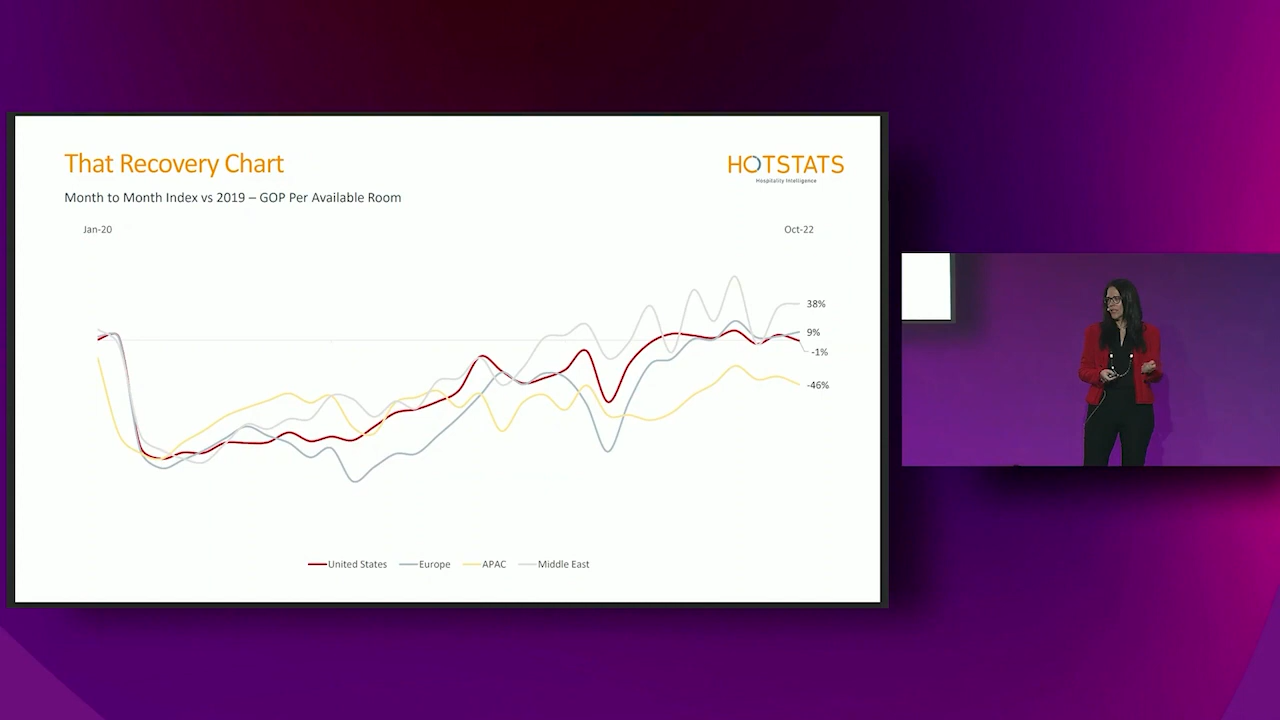 That Recovery Chart
HOTSTATS
Hospitality Intelligence
Month to Month Index vs 2019 – GOP Per Available Room
Jan-20
Oct-22
38%
9%
-1%
-46%
United States
Europe
APAC
Middle East